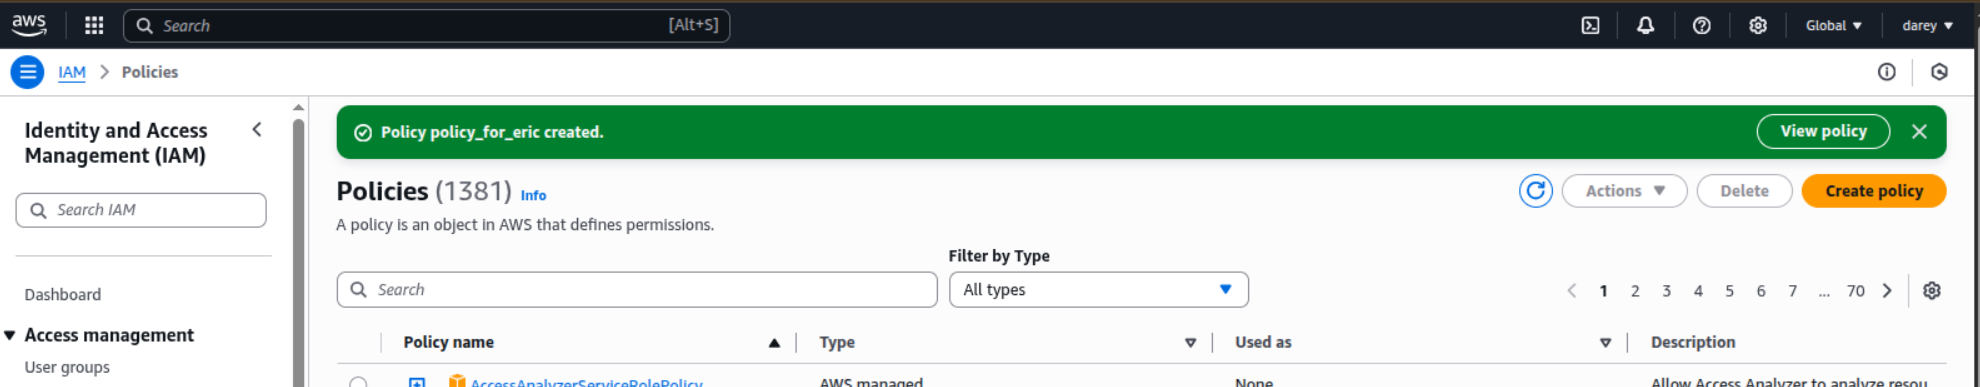 aws
Search [Alt+S] Global darey
IAM > Policies
Identity and Access
Management (IAM)
Search IAM
Dashboard
Access management
User groups
Policy policy_for_eric created. View policy
Policies (1381) Info Actions Delete Create policy
A policy is an object in AWS that defines permissions.
Filter by Type
Search All types 1 2 3 4 5 6 7 ... 70
Policy name Type Used as Description
AccessAnalyzerServiceRolePolicy AWS managed None Allow Access Analyzer to analyze resou